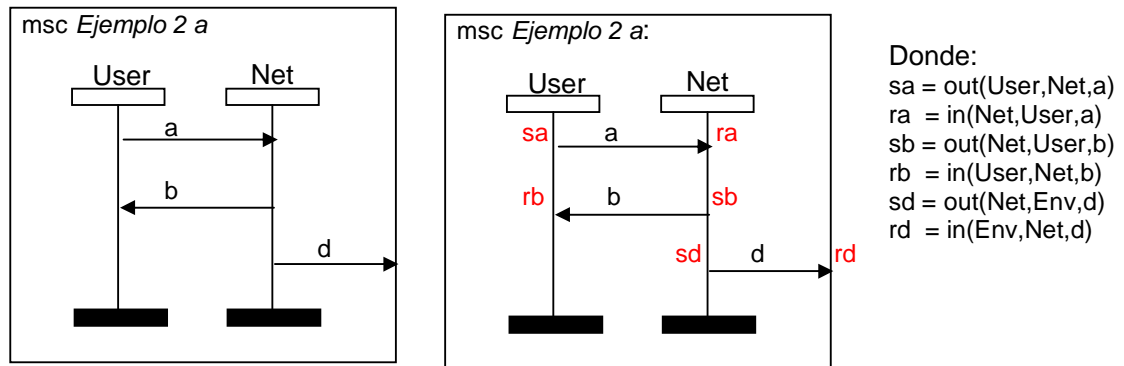 msc Ejemplo 2 a
User Net
a
b
d
msc Ejemplo 2 a:
User Net
sa a ra
rb b sb
sd d rd
Donde:
sa = out(User,Net,a)
ra = in(Net,User,a)
sb = out(Net,User,b)
rb = in(User,Net,b)
sd = out(Net,Env,d)
rd = in(Env,Net,d)